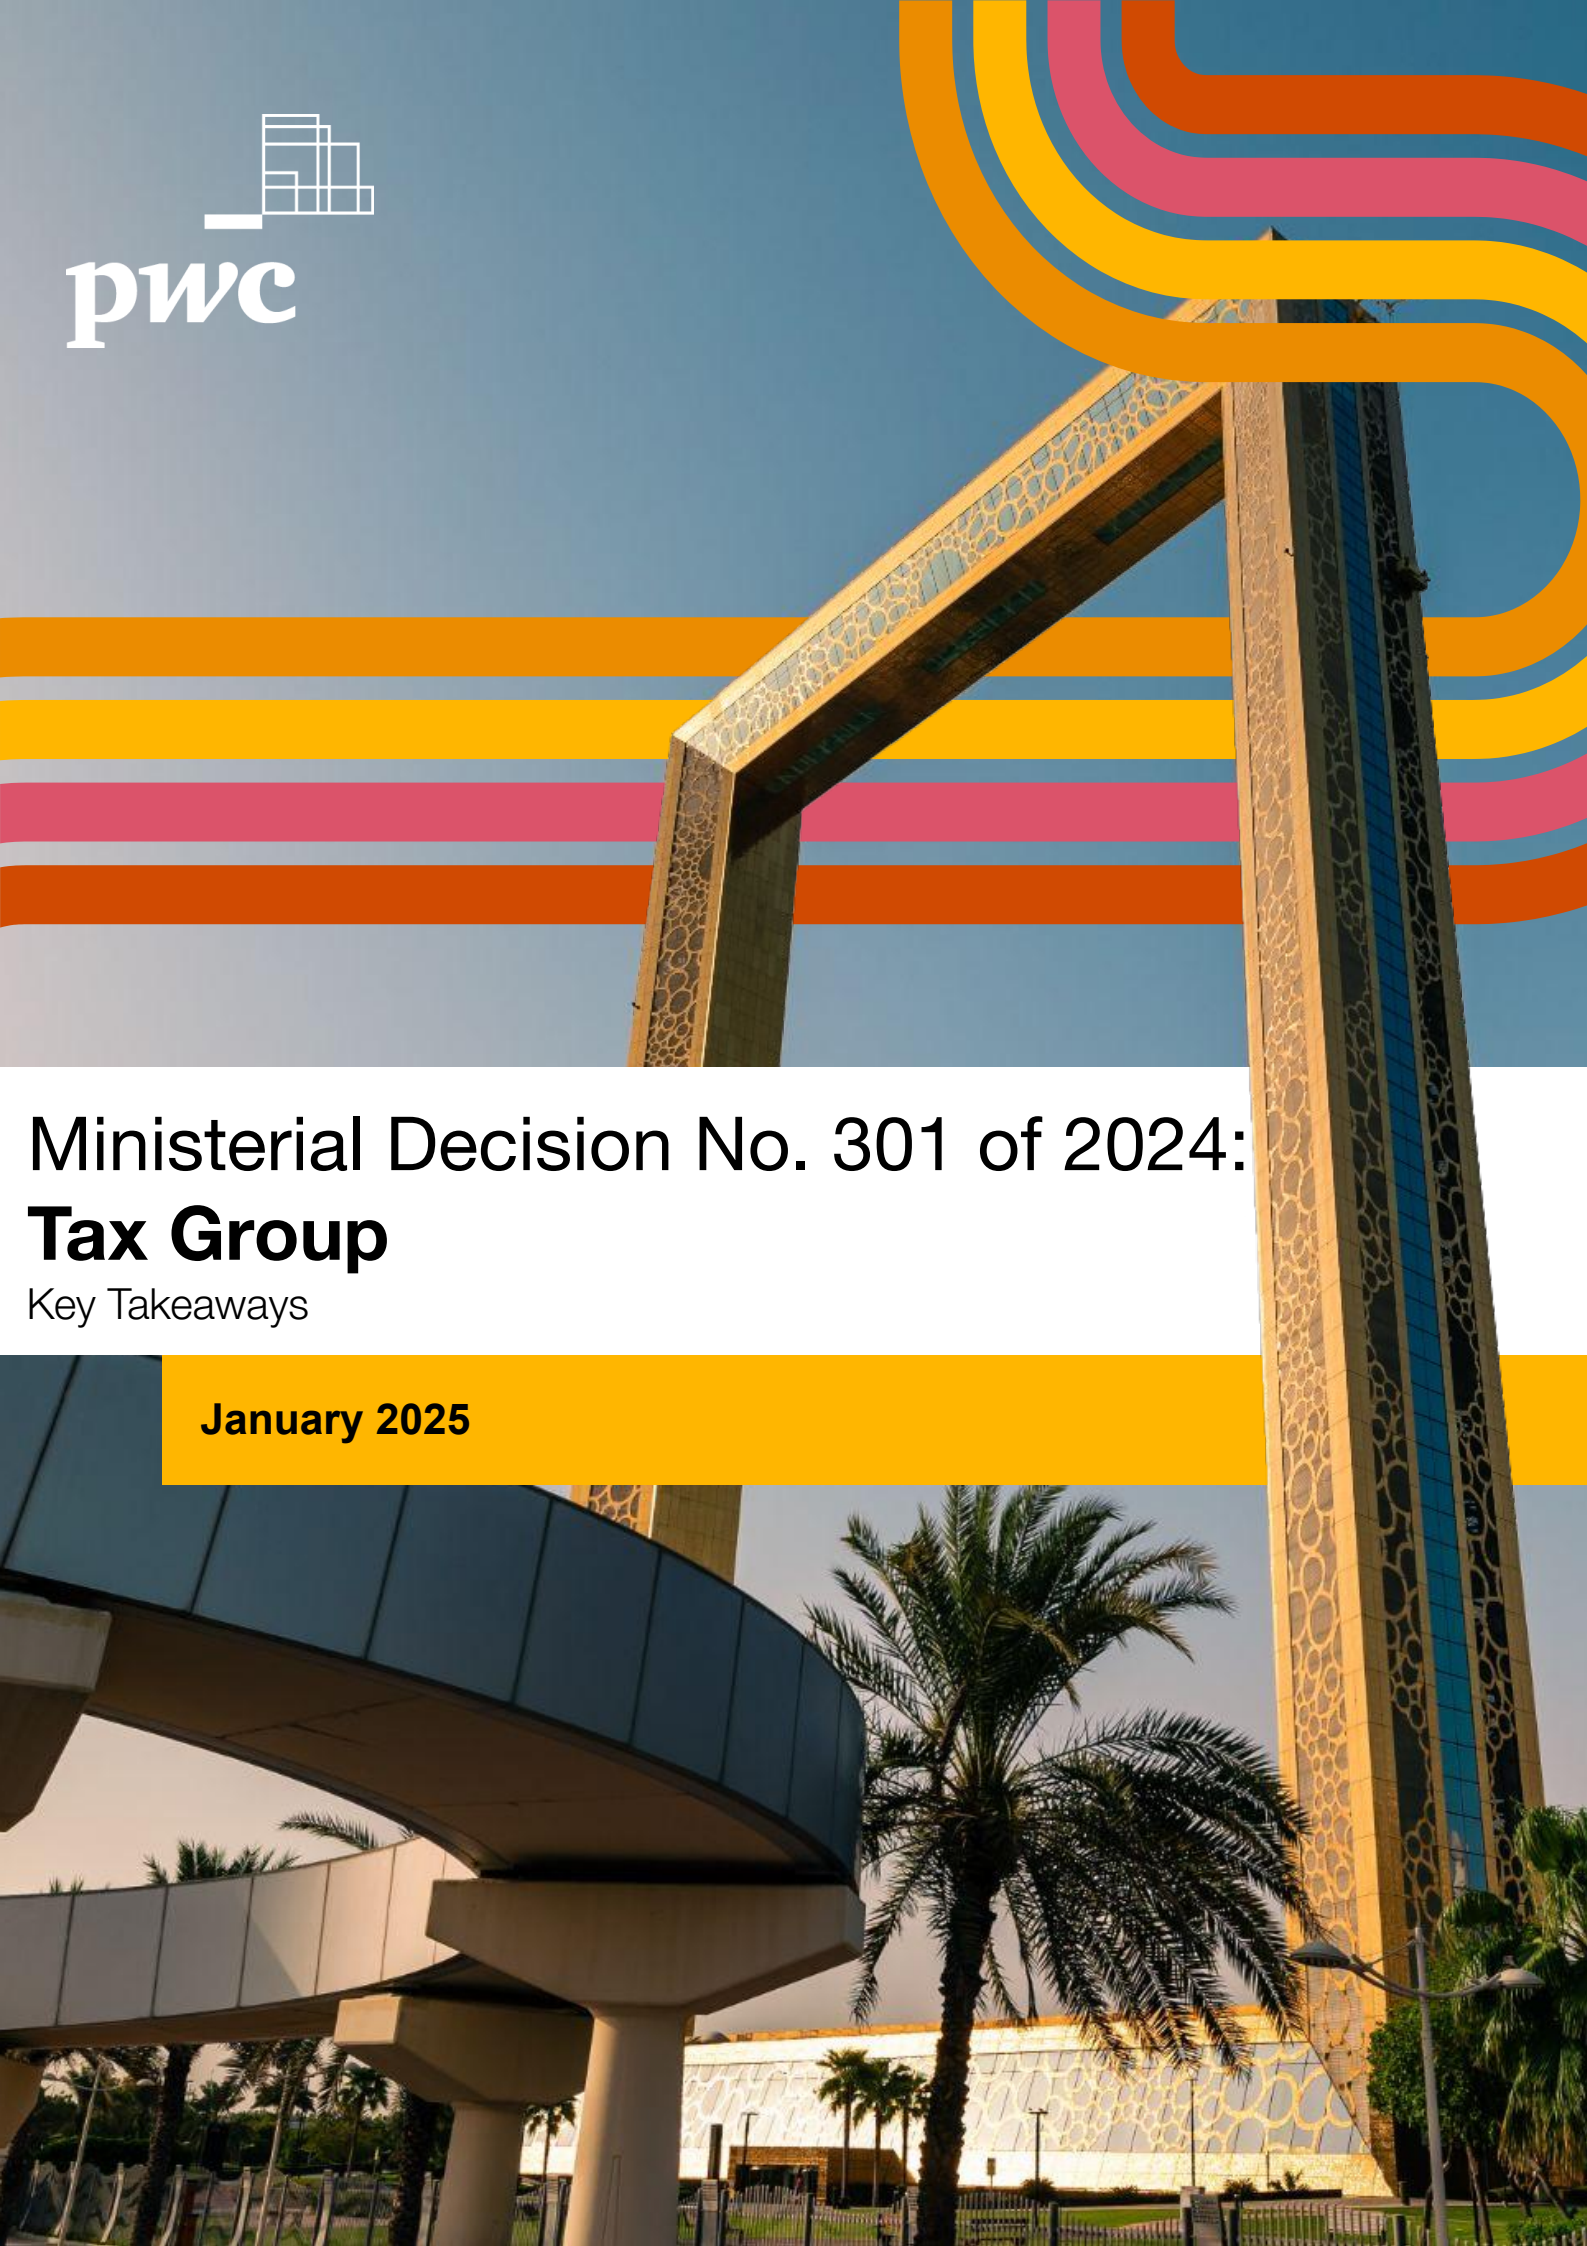 pwc
Ministerial Decision No. 301 of 2024:
Tax Group
Key Takeaways
January 2025